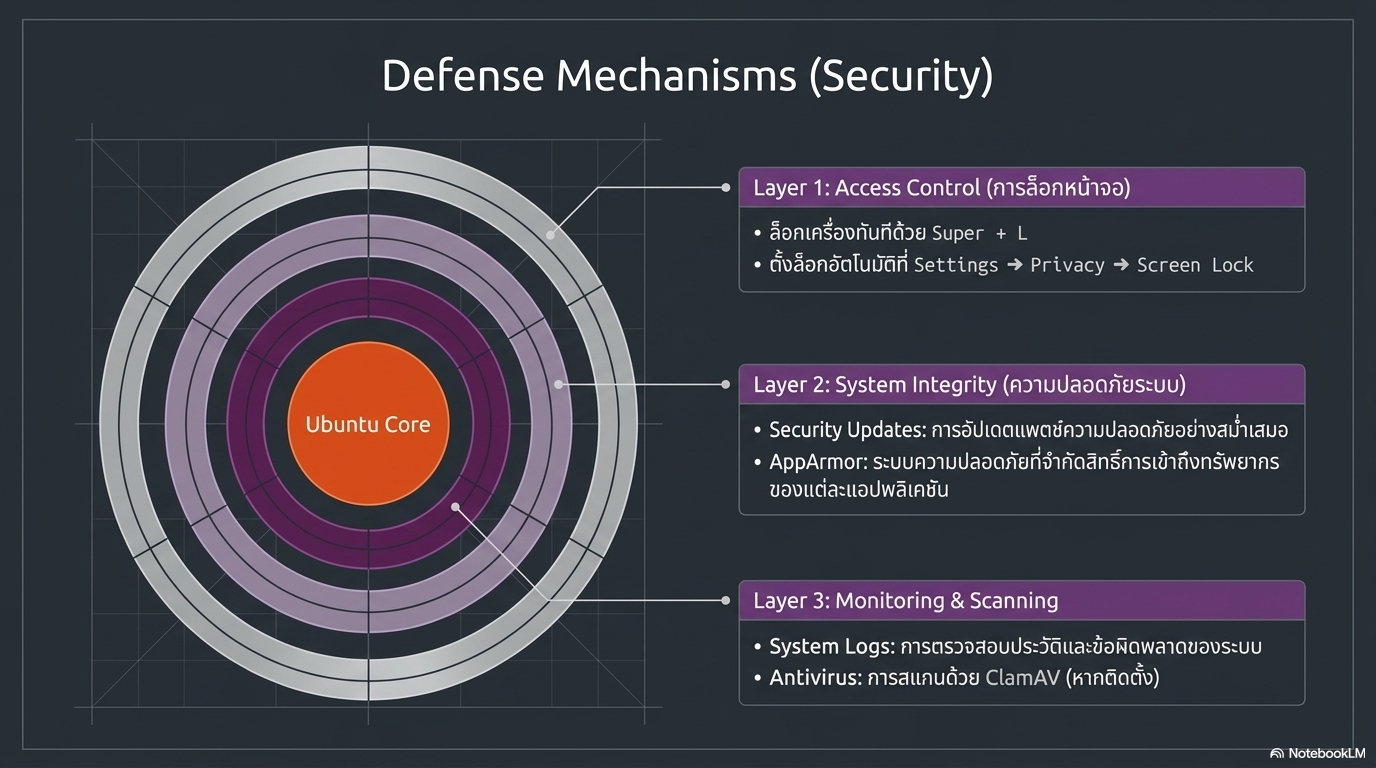 Defense Mechanisms (Security)
Ubuntu Core
Layer 1: Access Control (การล็อกหน้าจอ)
• ล็อกเครื่องทันทีด้วย Super + L
• ตั้งล็อกอัตโนมัติที่ Settings → Privacy → Screen Lock
Layer 2: System Integrity (ความปลอดภัยระบบ)
• Security Updates: การอัปเดตแพตช์ความปลอดภัยอย่างสม่ำเสมอ
• AppArmor: ระบบความปลอดภัยที่จำกัดสิทธิ์การเข้าถึงทรัพยากร
ของแต่ละแอปพลิเคชัน
Layer 3: Monitoring & Scanning
• System Logs: การตรวจสอบประวัติและข้อผิดพลาดของระบบ
• Antivirus: การสแกนด้วย ClamAV (หากติดตั้ง)
NotebookLM